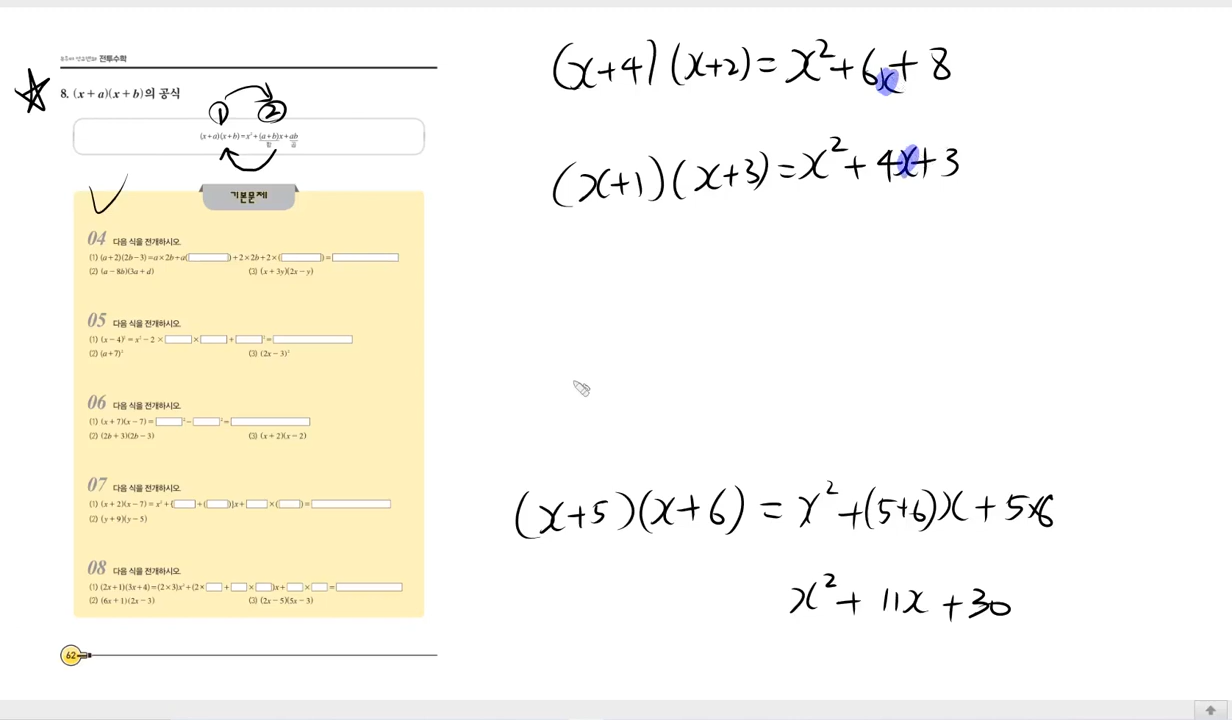 전투수학
8. (x+a)(x+b)의 공식
① ②
(x+a)(x+b)=x²+(a+b)x+ab
합 곱
기본문제
04 다음 식을 전개하시오.
(1) (a+2)(2b-3)=a×2b+a( )+2×2b+2×( )=
(2) (a-8b)(3a+d) (3) (x+3y)(2x-y)
05 다음 식을 전개하시오.
(1) (x-4)²=x²-2× × + ²=
(2) (a+7)² (3) (2x-3)²
06 다음 식을 전개하시오.
(1) (x+7)(x-7)= ²- ²=
(2) (2b+3)(2b-3) (3) (x+2)(x-2)
07 다음 식을 전개하시오.
(1) (x+2)(x-7)=x²+{ +( )}x+ ×( )=
(2) (y+9)(y-5)
08 다음 식을 전개하시오.
(1) (2x+1)(3x+4)=(2×3)x²+(2× + × )x+ × =
(2) (6x+1)(2x-3) (3) (2x-5)(5x-3)
62
(x+4)(x+2)=x²+6x+8
(x+1)(x+3)=x²+4x+3
(x+5)(x+6)=x²+(5+6)x+5×6
x²+11x+30